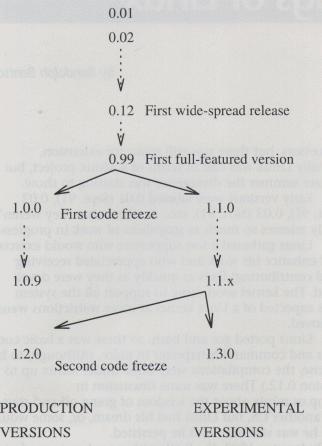 0.01
0.02
0.12 First wide-spread release
0.99 First full-featured version
1.0.0 1.1.0
First code freeze
1.0.9 1.1.x
1.2.0 1.3.0
Second code freeze
PRODUCTION EXPERIMENTAL
VERSIONS VERSIONS